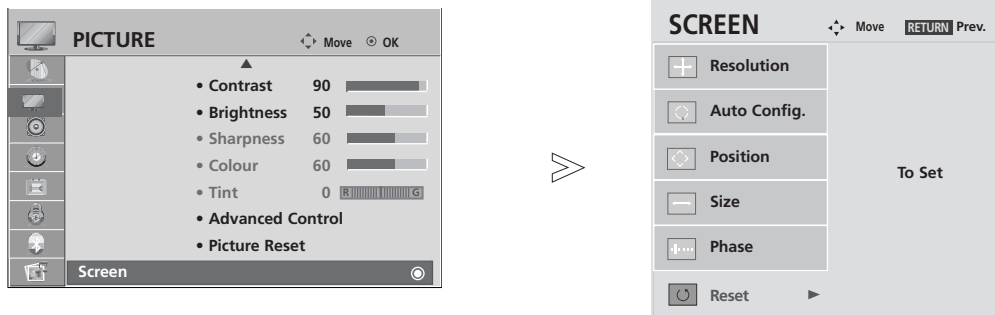 PICTURE
Move OK
• Contrast 90
• Brightness 50
• Sharpness 60
• Colour 60
• Tint 0 R G
• Advanced Control
• Picture Reset
Screen
SCREEN
Move RETURN Prev.
Resolution
Auto Config.
Position
Size
Phase
Reset
To Set